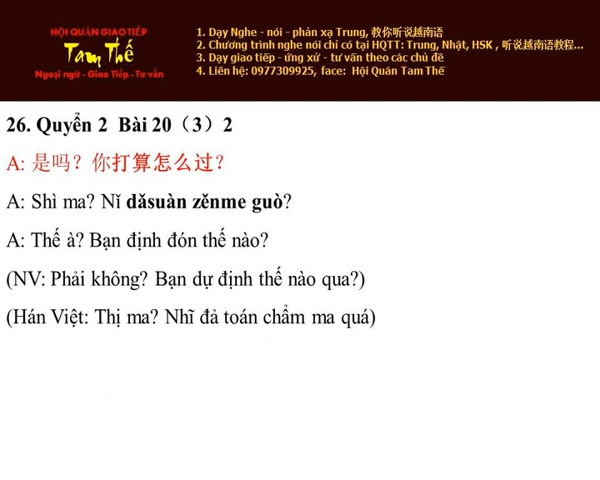 HỘI QUÁN GIAO TIẾP
Tam Thế
Ngoại ngữ - Giao Tiếp - Tư vấn
1. Dạy Nghe - nói - phản xạ Trung, 教你听说越南语
2. Chương trình nghe nói chỉ có tại HQTT: Trung, Nhật, HSK , 听说越南语教程...
3. Dạy giao tiếp - ứng xử - tư vấn theo các chủ đề
4. Liên hệ: 0977309925, face: Hội Quán Tam Thế
26. Quyển 2 Bài 20（3）2
A: 是吗？你打算怎么过？
A: Shì ma? Nǐ dǎsuàn zěnme guò?
A: Thế à? Bạn định đón thế nào?
(NV: Phải không? Bạn dự định thế nào qua?)
(Hán Việt: Thị ma? Nhĩ đả toán chẩm ma quá)